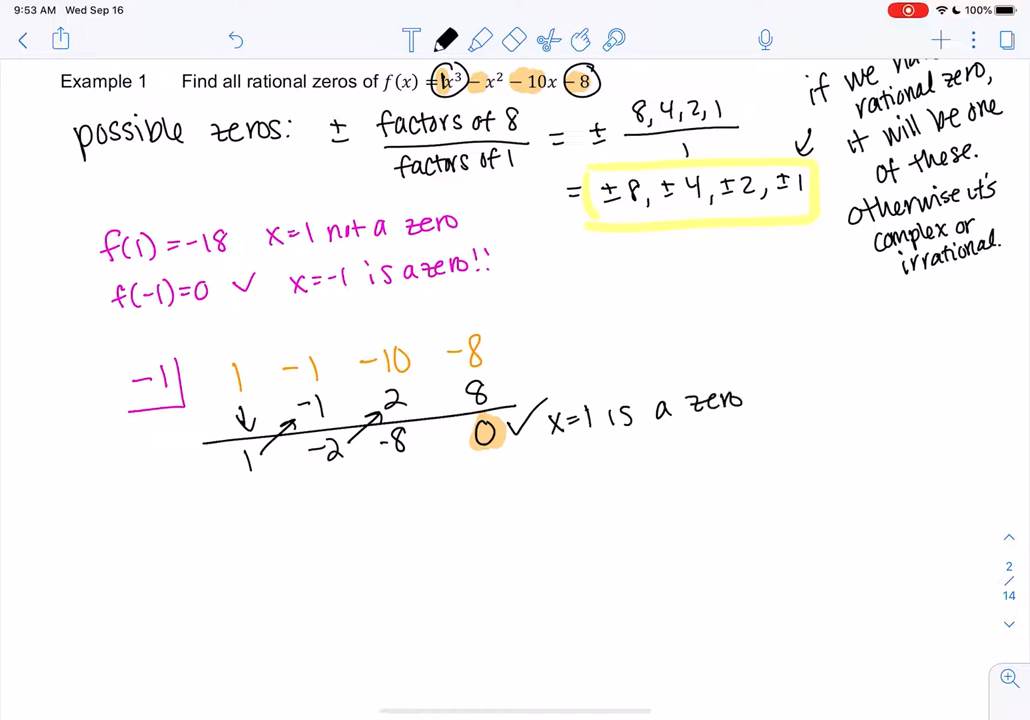 9:53 AM Wed Sep 16
100%
Example 1 Find all rational zeros of f(x) = 1x³ − x² − 10x − 8
if we have
rational zero,
it will be one
of these.
otherwise it's
complex or
irrational.
possible zeros: ± factors of 8 / factors of 1 = ± 8, 4, 2, 1 / 1
= ±8, ±4, ±2, ±1
f(1) = -18 x=1 not a zero
f(-1)=0 ✓ x=-1 is a zero!!
-1 1 -1 -10 -8
-1 2 8
1 -2 -8 0 ✓ x=1 is a zero
2
/
14